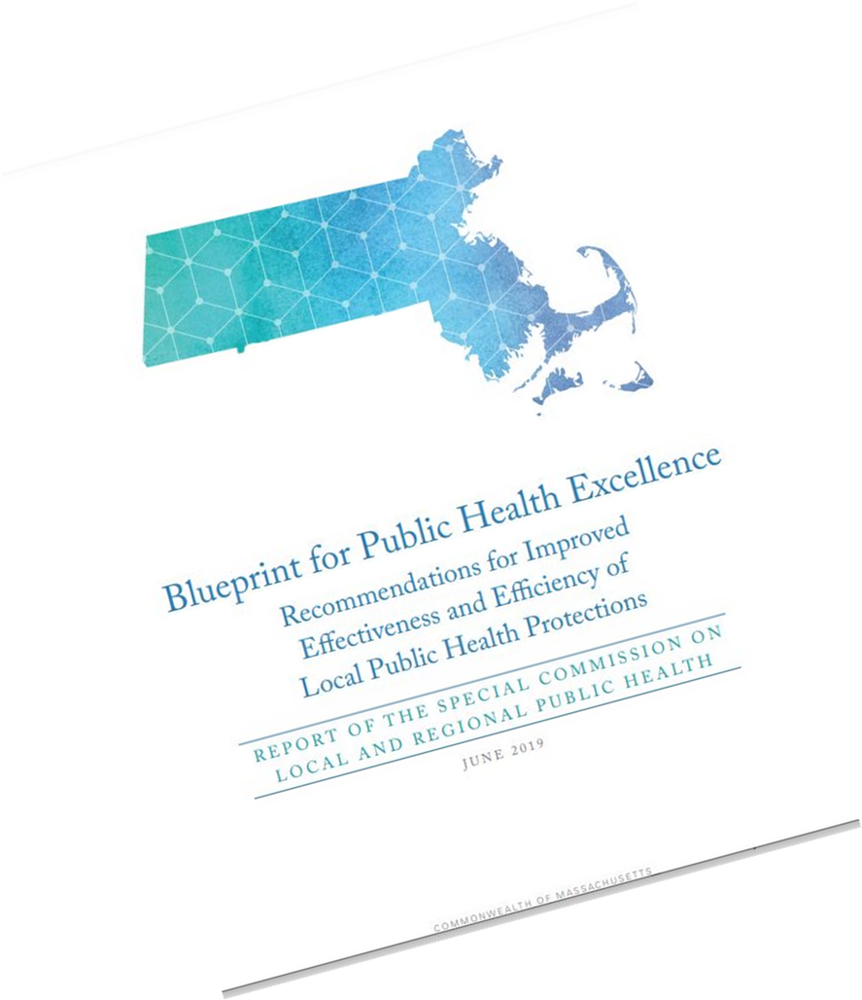 Blueprint for Public Health Excellence
Recommendations for Improved
Effectiveness and Efficiency of
Local Public Health Protections
REPORT OF THE SPECIAL COMMISSION ON
LOCAL AND REGIONAL PUBLIC HEALTH
JUNE 2019
COMMONWEALTH OF MASSACHUSETTS